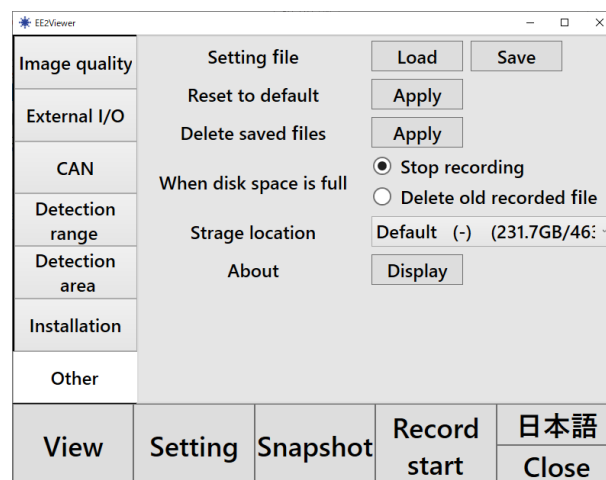 EE2Viewer
Image quality
External I/O
CAN
Detection
range
Detection
area
Installation
Other
Setting file
Load
Save
Reset to default
Apply
Delete saved files
Apply
When disk space is full
Stop recording
Delete old recorded file
Strage location
Default (-) (231.7GB/463
About
Display
View
Setting
Snapshot
Record
start
日本語
Close